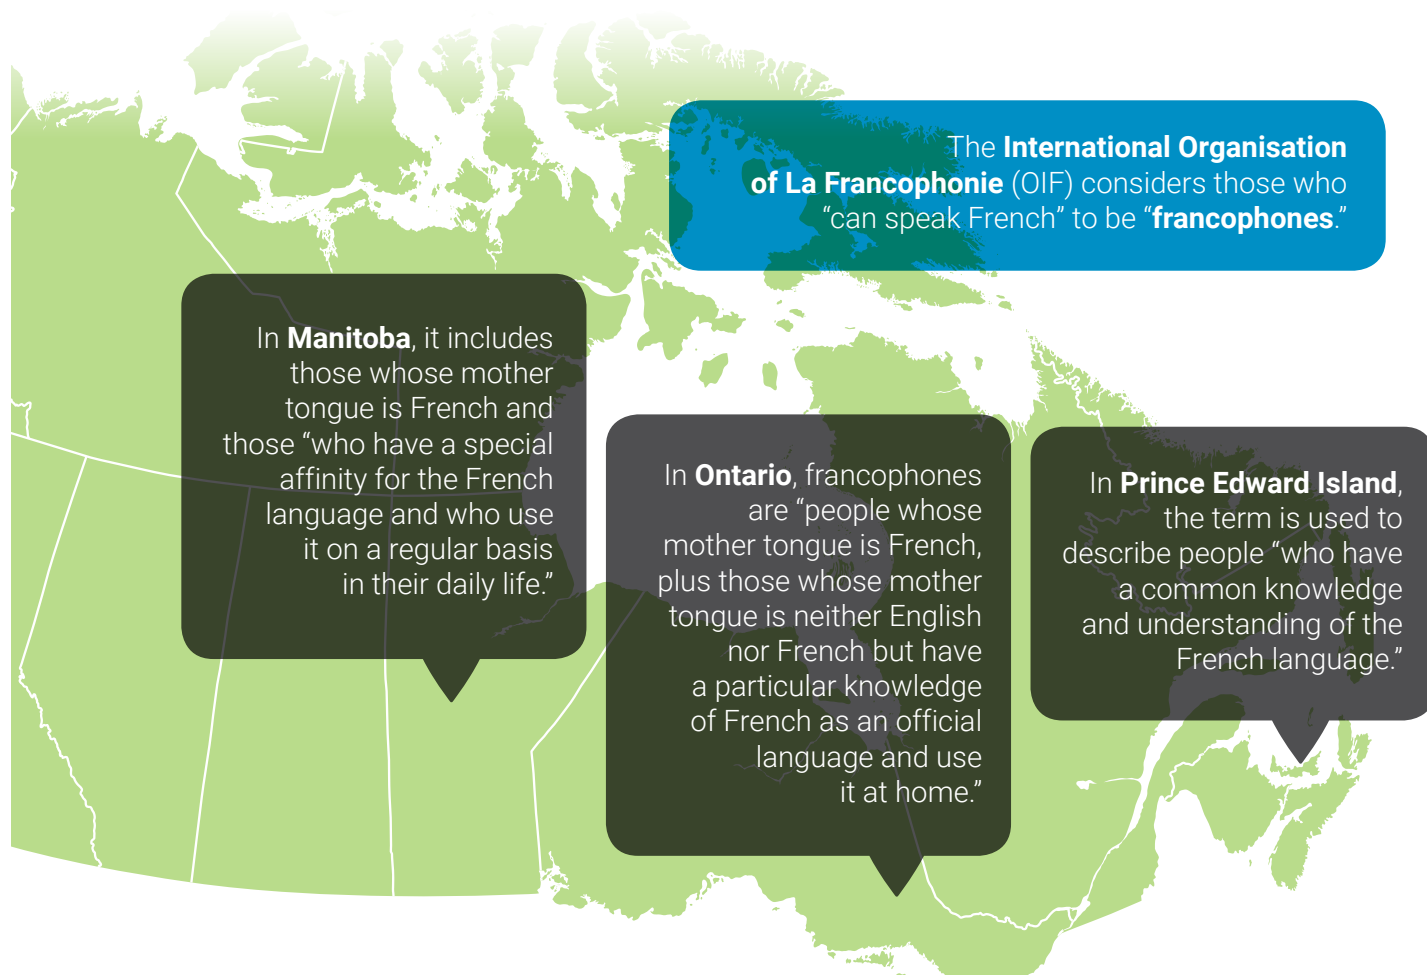 The International Organisation
of La Francophonie (OIF) considers those who
“can speak French” to be “francophones.”
In Manitoba, it includes
those whose mother
tongue is French and
those “who have a special
affinity for the French
language and who use
it on a regular basis
in their daily life.”
In Ontario, francophones
are “people whose
mother tongue is French,
plus those whose mother
tongue is neither English
nor French but have
a particular knowledge
of French as an official
language and use
it at home.”
In Prince Edward Island,
the term is used to
describe people “who have
a common knowledge
and understanding of the
French language.”